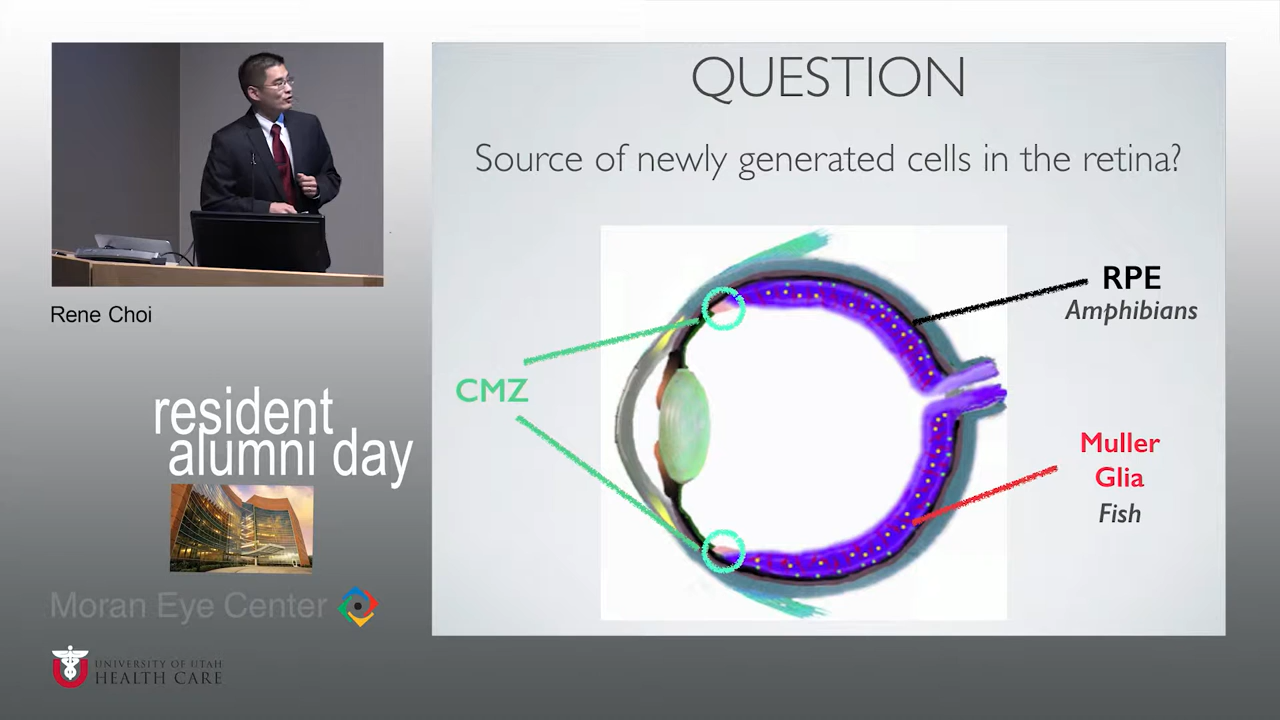 QUESTION
Source of newly generated cells in the retina?
RPE
Amphibians
CMZ
Muller
Glia
Fish
Rene Choi
resident
alumni day
Moran Eye Center
UNIVERSITY OF UTAH
HEALTH CARE